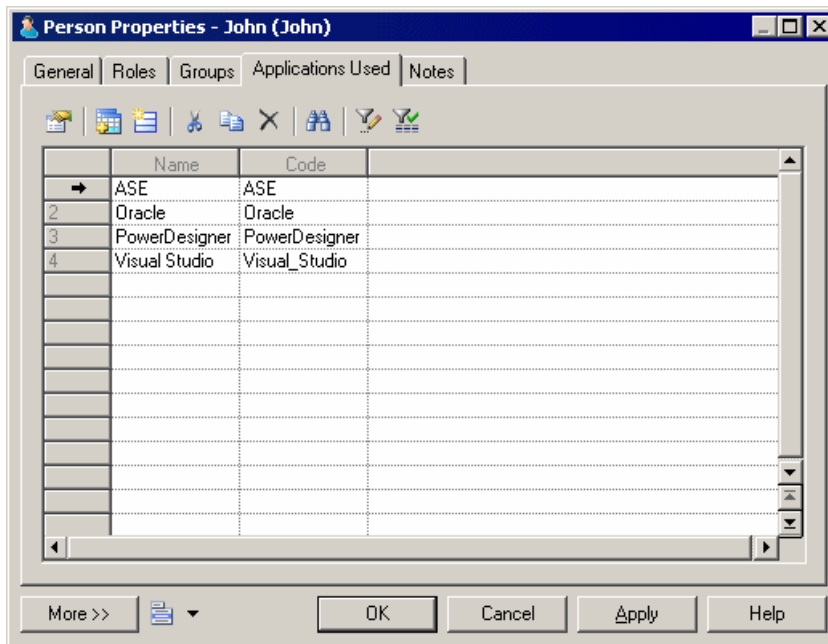 Person Properties - John (John)
General Roles Groups Applications Used Notes
Name Code
ASE ASE
2 Oracle Oracle
3 PowerDesigner PowerDesigner
4 Visual Studio Visual_Studio
More >> OK Cancel Apply Help